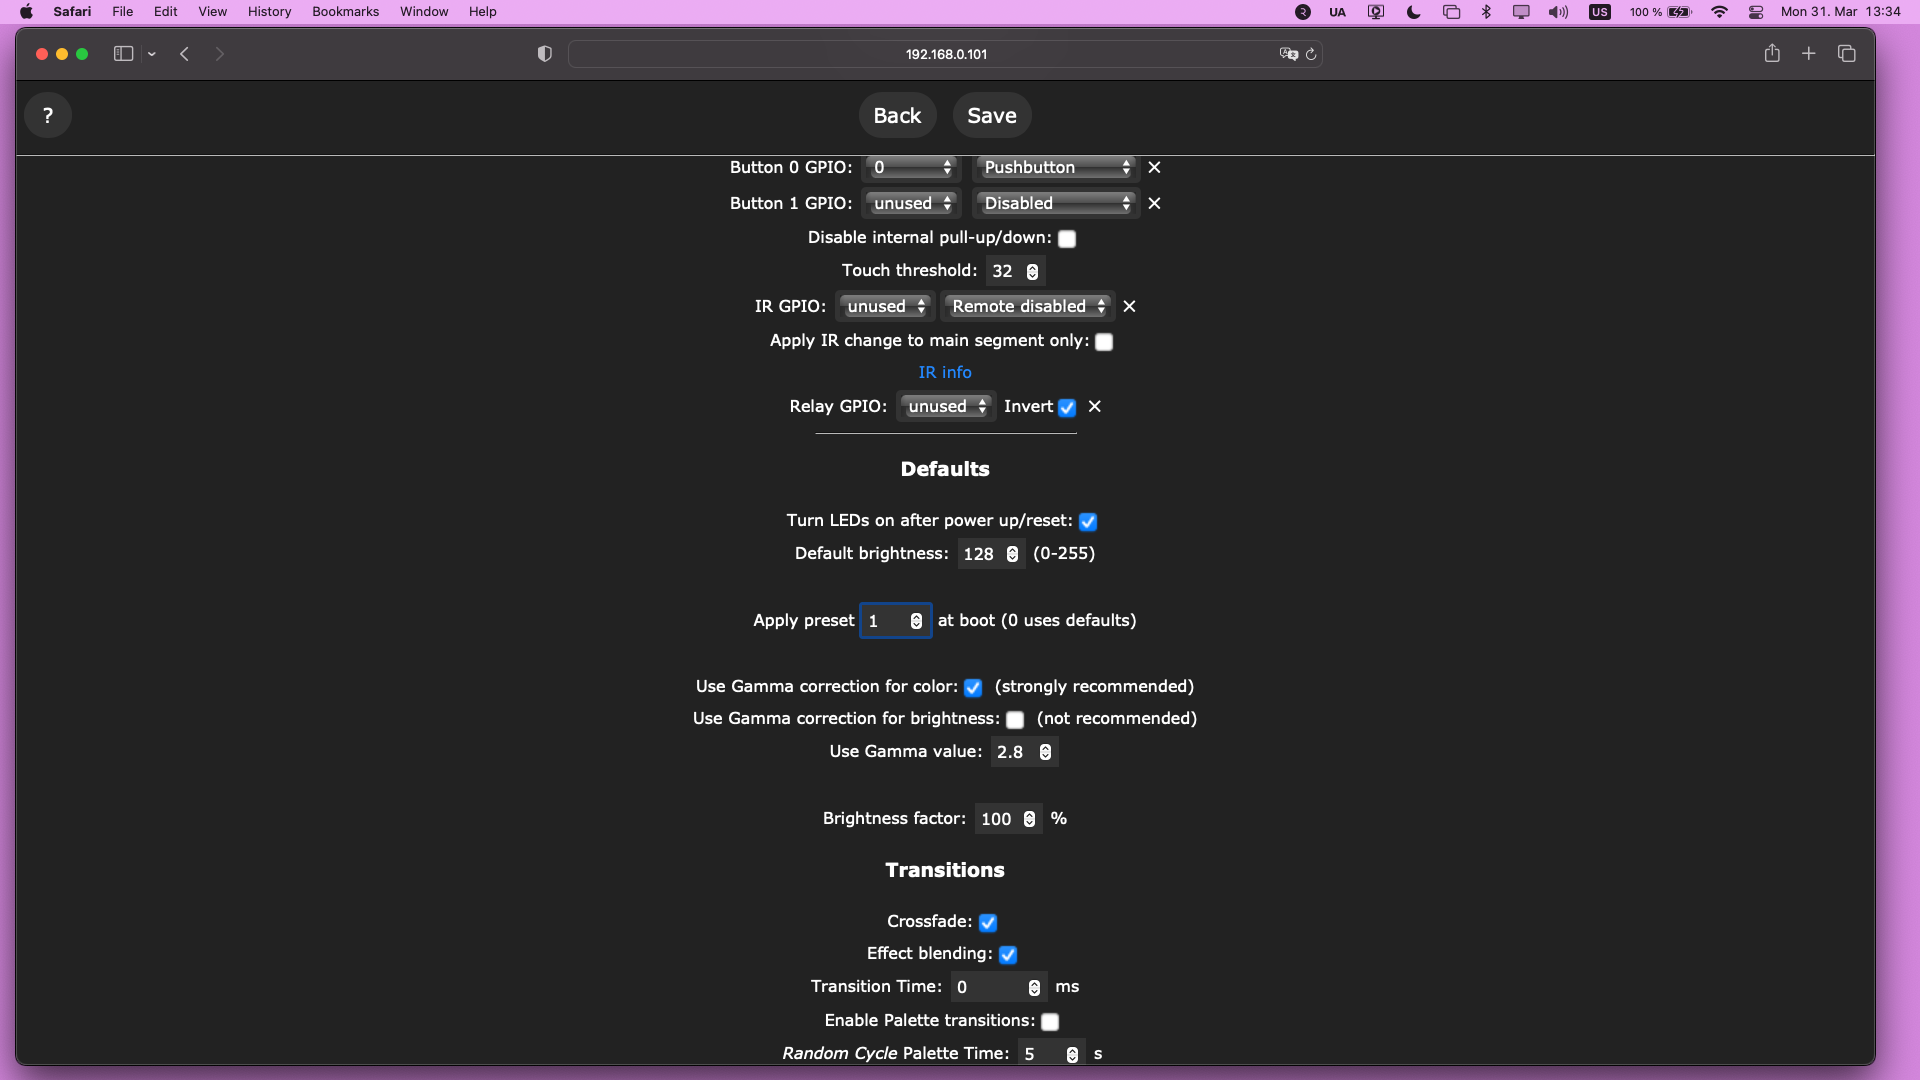 Safari File Edit View History Bookmarks Window Help UA US 100 % Mon 31. Mar 13:34
192.168.0.101
? Back Save
Button 0 GPIO: 0 Pushbutton ✕
Button 1 GPIO: unused Disabled ✕
Disable internal pull-up/down:
Touch threshold: 32
IR GPIO: unused Remote disabled ✕
Apply IR change to main segment only:
IR info
Relay GPIO: unused Invert ✕
Defaults
Turn LEDs on after power up/reset:
Default brightness: 128 (0-255)
Apply preset 1 at boot (0 uses defaults)
Use Gamma correction for color: (strongly recommended)
Use Gamma correction for brightness: (not recommended)
Use Gamma value: 2.8
Brightness factor: 100 %
Transitions
Crossfade:
Effect blending:
Transition Time: 0 ms
Enable Palette transitions:
Random Cycle Palette Time: 5 s